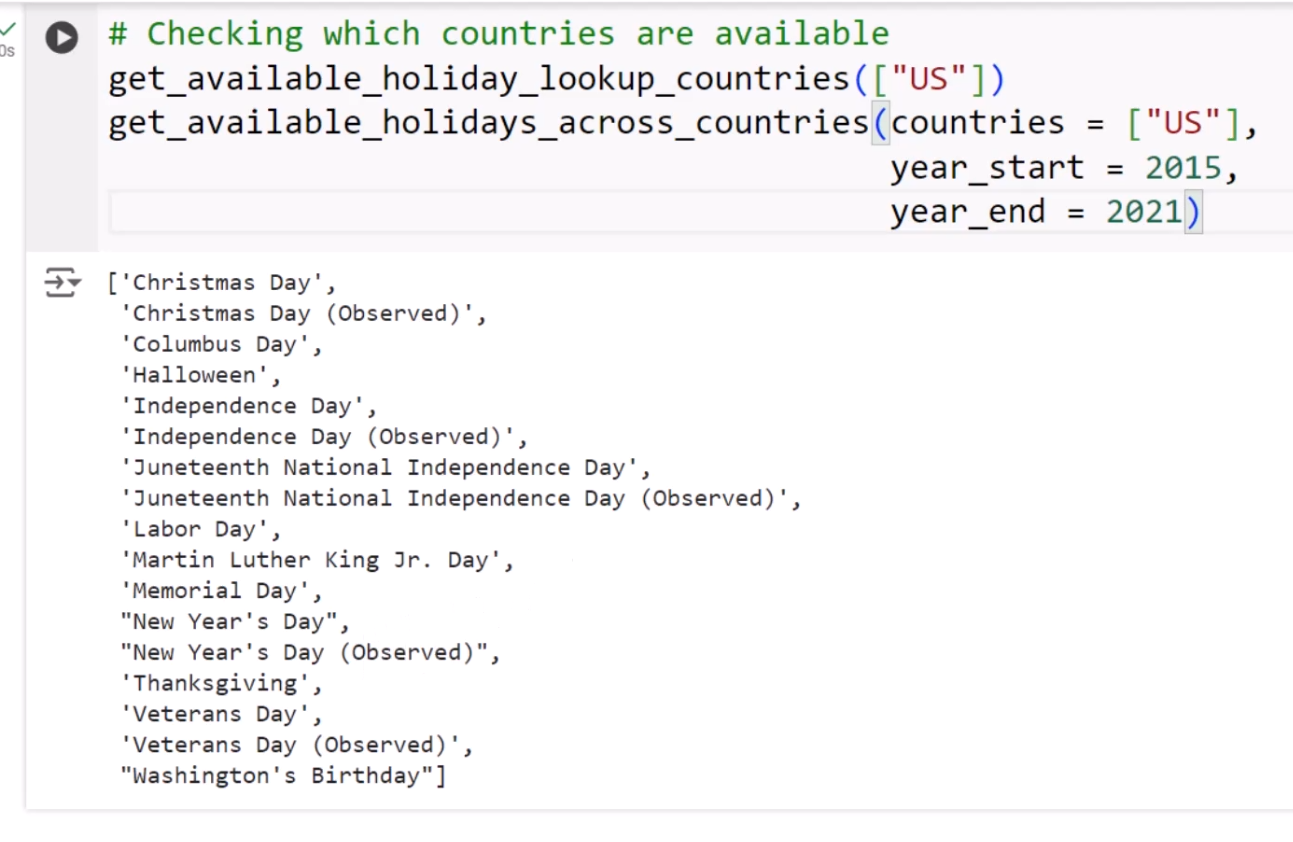 # Checking which countries are available
0s
get_available_holiday_lookup_countries(["US"])
get_available_holidays_across_countries(countries = ["US"],
year_start = 2015,
year_end = 2021)
['Christmas Day',
'Christmas Day (Observed)',
'Columbus Day',
'Halloween',
'Independence Day',
'Independence Day (Observed)',
'Juneteenth National Independence Day',
'Juneteenth National Independence Day (Observed)',
'Labor Day',
'Martin Luther King Jr. Day',
'Memorial Day',
"New Year's Day",
"New Year's Day (Observed)",
'Thanksgiving',
'Veterans Day',
'Veterans Day (Observed)',
"Washington's Birthday"]